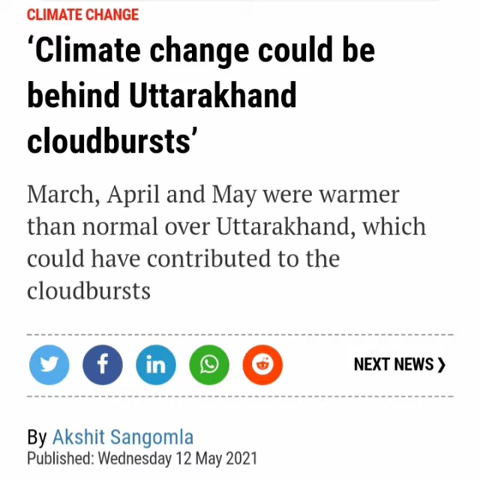 CLIMATE CHANGE
‘Climate change could be
behind Uttarakhand
cloudbursts’
March, April and May were warmer
than normal over Uttarakhand, which
could have contributed to the
cloudbursts
NEXT NEWS ❯
By Akshit Sangomla
Published: Wednesday 12 May 2021